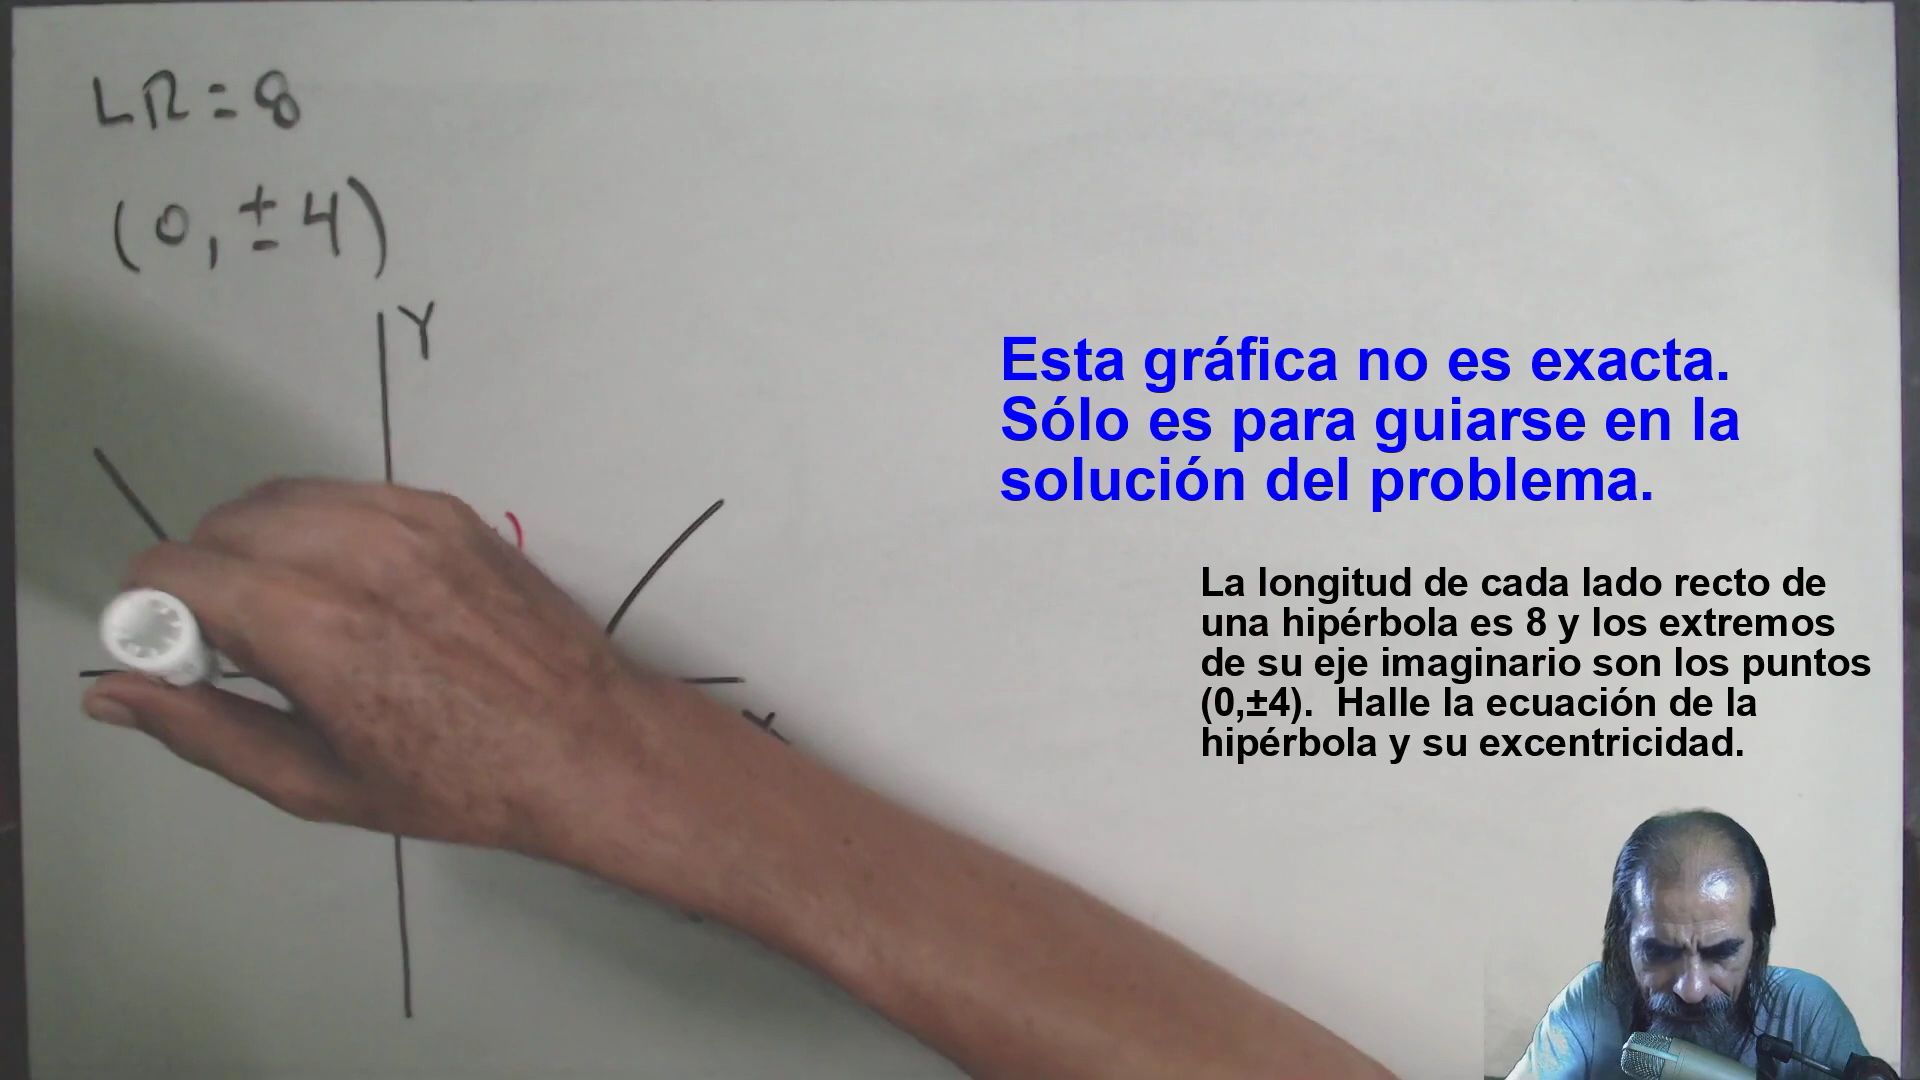 LR=8
(0,±4)
Y
X
Esta gráfica no es exacta.
Sólo es para guiarse en la
solución del problema.
La longitud de cada lado recto de
una hipérbola es 8 y los extremos
de su eje imaginario son los puntos
(0,±4).  Halle la ecuación de la
hipérbola y su excentricidad.